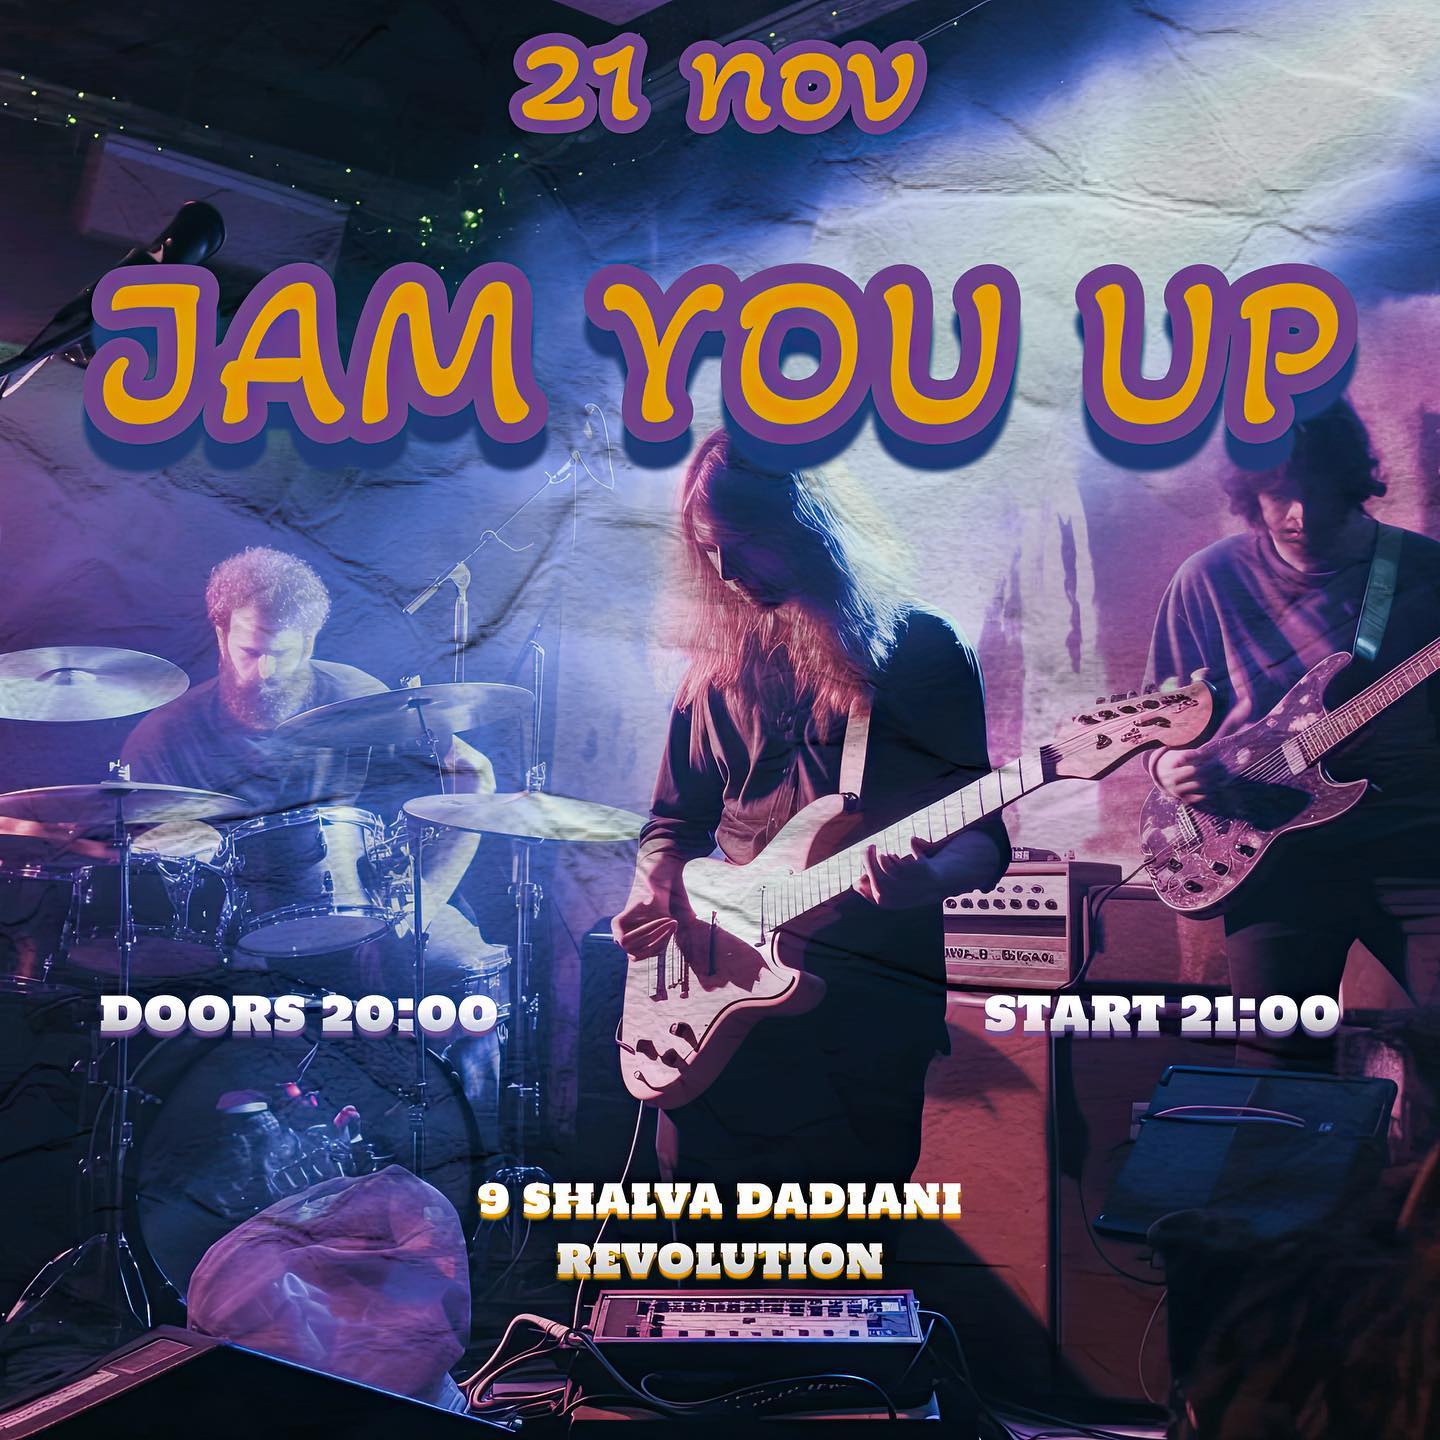 21 nov
JAM YOU UP
DOORS 20:00
START 21:00
9 SHALVA DADIANI
REVOLUTION